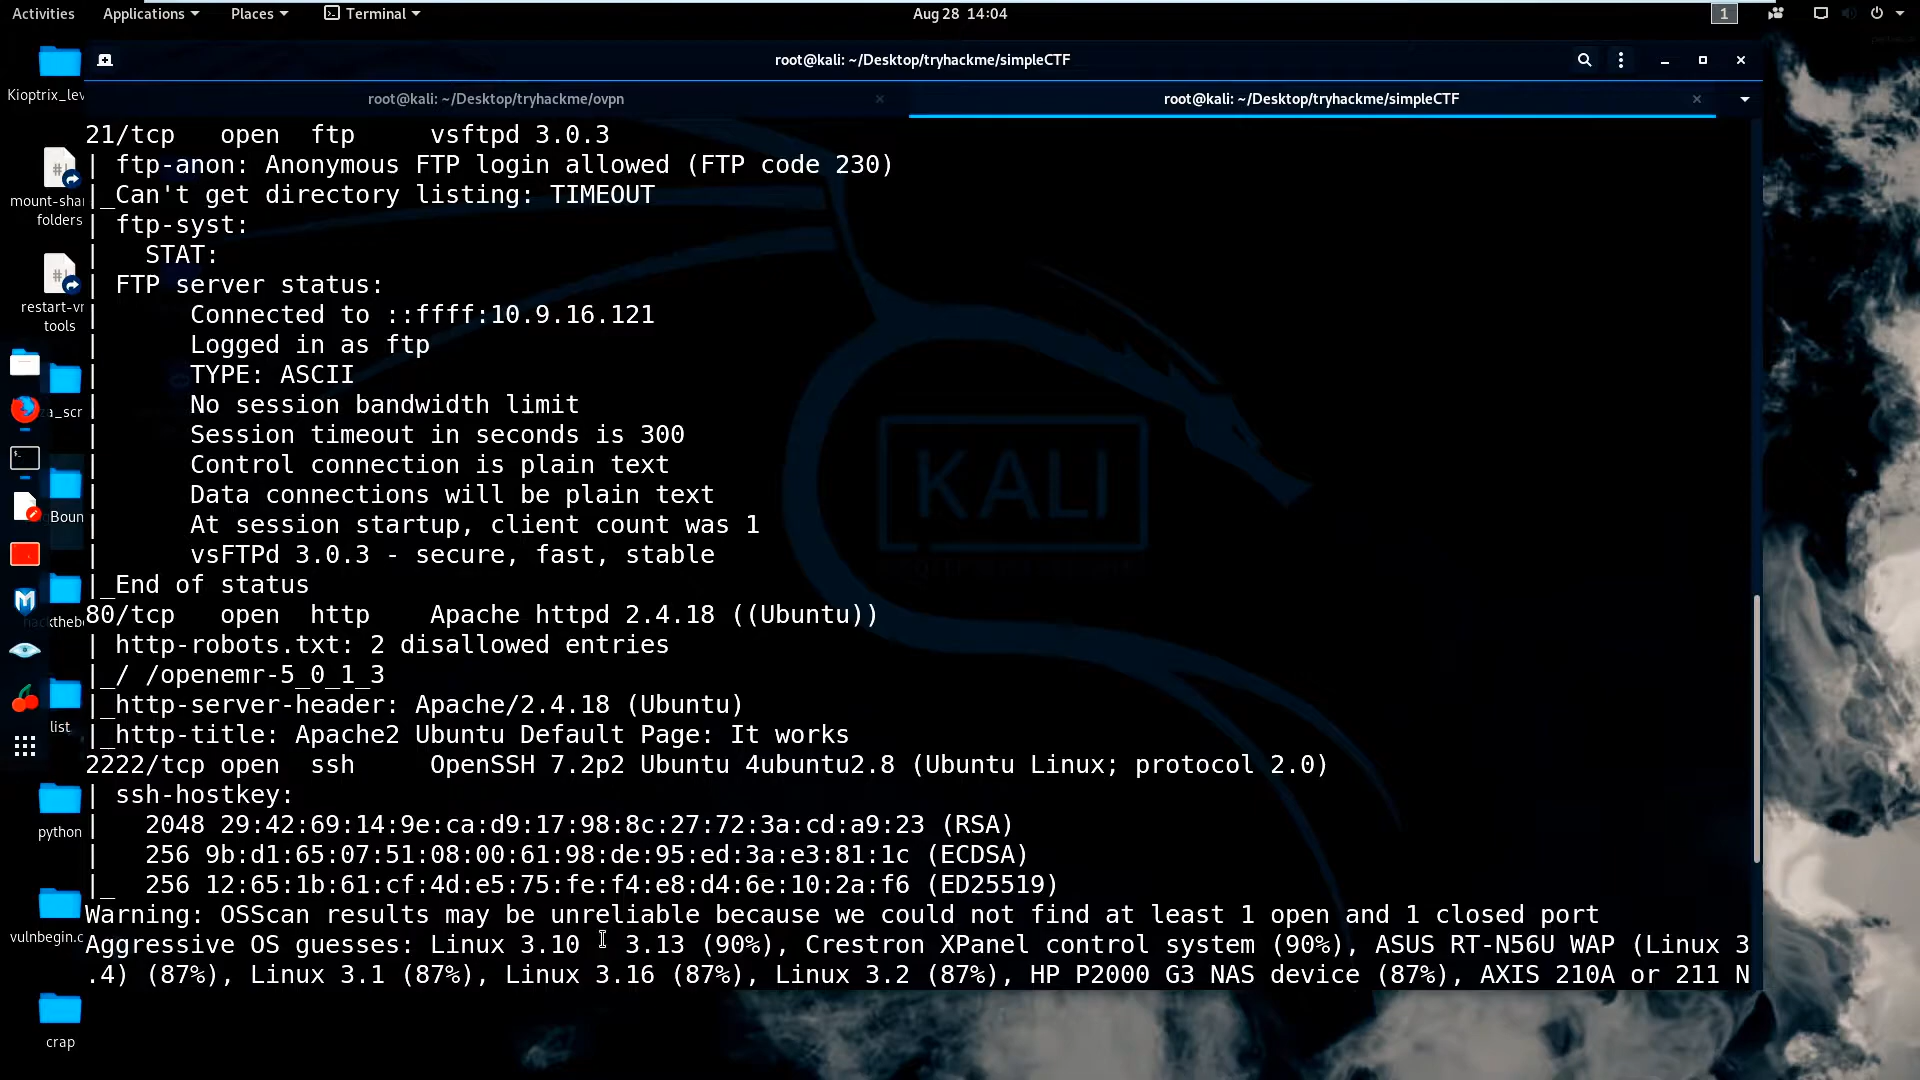 Activities
Applications
Places
Terminal
Aug 28 14:04
1
root@kali: ~/Desktop/tryhackme/simpleCTF
root@kali: ~/Desktop/tryhackme/ovpn
root@kali: ~/Desktop/tryhackme/simpleCTF
21/tcp   open  ftp     vsftpd 3.0.3
| ftp-anon: Anonymous FTP login allowed (FTP code 230)
|_Can't get directory listing: TIMEOUT
| ftp-syst:
|   STAT:
| FTP server status:
|      Connected to ::ffff:10.9.16.121
|      Logged in as ftp
|      TYPE: ASCII
|      No session bandwidth limit
|      Session timeout in seconds is 300
|      Control connection is plain text
|      Data connections will be plain text
|      At session startup, client count was 1
|      vsFTPd 3.0.3 - secure, fast, stable
|_End of status
80/tcp   open  http    Apache httpd 2.4.18 ((Ubuntu))
| http-robots.txt: 2 disallowed entries
|_/ /openemr-5_0_1_3
|_http-server-header: Apache/2.4.18 (Ubuntu)
|_http-title: Apache2 Ubuntu Default Page: It works
2222/tcp open  ssh     OpenSSH 7.2p2 Ubuntu 4ubuntu2.8 (Ubuntu Linux; protocol 2.0)
| ssh-hostkey:
|   2048 29:42:69:14:9e:ca:d9:17:98:8c:27:72:3a:cd:a9:23 (RSA)
|   256 9b:d1:65:07:51:08:00:61:98:de:95:ed:3a:e3:81:1c (ECDSA)
|_  256 12:65:1b:61:cf:4d:e5:75:fe:f4:e8:d4:6e:10:2a:f6 (ED25519)
Warning: OSScan results may be unreliable because we could not find at least 1 open and 1 closed port
Aggressive OS guesses: Linux 3.10   3.13 (90%), Crestron XPanel control system (90%), ASUS RT-N56U WAP (Linux 3
.4) (87%), Linux 3.1 (87%), Linux 3.16 (87%), Linux 3.2 (87%), HP P2000 G3 NAS device (87%), AXIS 210A or 211 N
KALI
Kioptrix_lev
mount-sha
folders
restart-vm
tools
a_scr
Boun
ackthebo
list
python
vulnbegin.c
crap